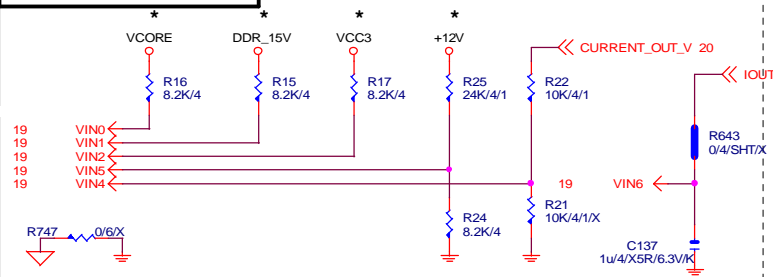 * * * *
VCORE DDR_15V VCC3 +12V
CURRENT_OUT_V 20
IOUT
R16
8.2K/4
R15
8.2K/4
R17
8.2K/4
R25
24K/4/1
R22
10K/4/1
R643
0/4/SHT/X
19 VIN0
19 VIN1
19 VIN2
19 VIN5
19 VIN4
19 VIN6
R24
8.2K/4
R21
10K/4/1/X
R747 0/6/X
C137
1u/4/X5R/6.3V/K